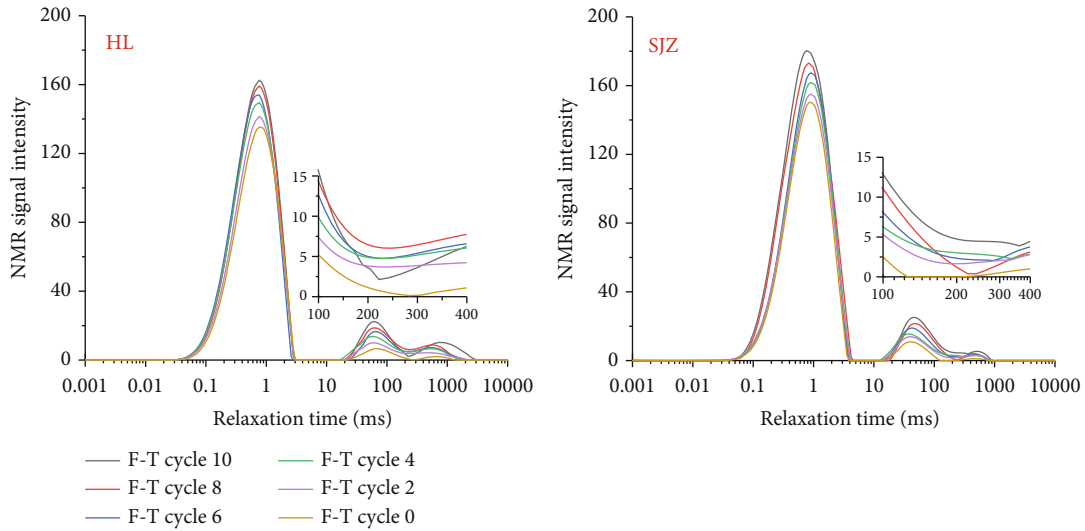 HL
NMR signal intensity
200
160
120
80
40
0
0.001 0.01 0.1 1 10 100 1000 10000
Relaxation time (ms)
15
10
5
0
100 200 300 400
SJZ
NMR signal intensity
200
160
120
80
40
0
0.001 0.01 0.1 1 10 100 1000 10000
Relaxation time (ms)
15
10
5
0
100 200 300 400
F-T cycle 10
F-T cycle 8
F-T cycle 6
F-T cycle 4
F-T cycle 2
F-T cycle 0